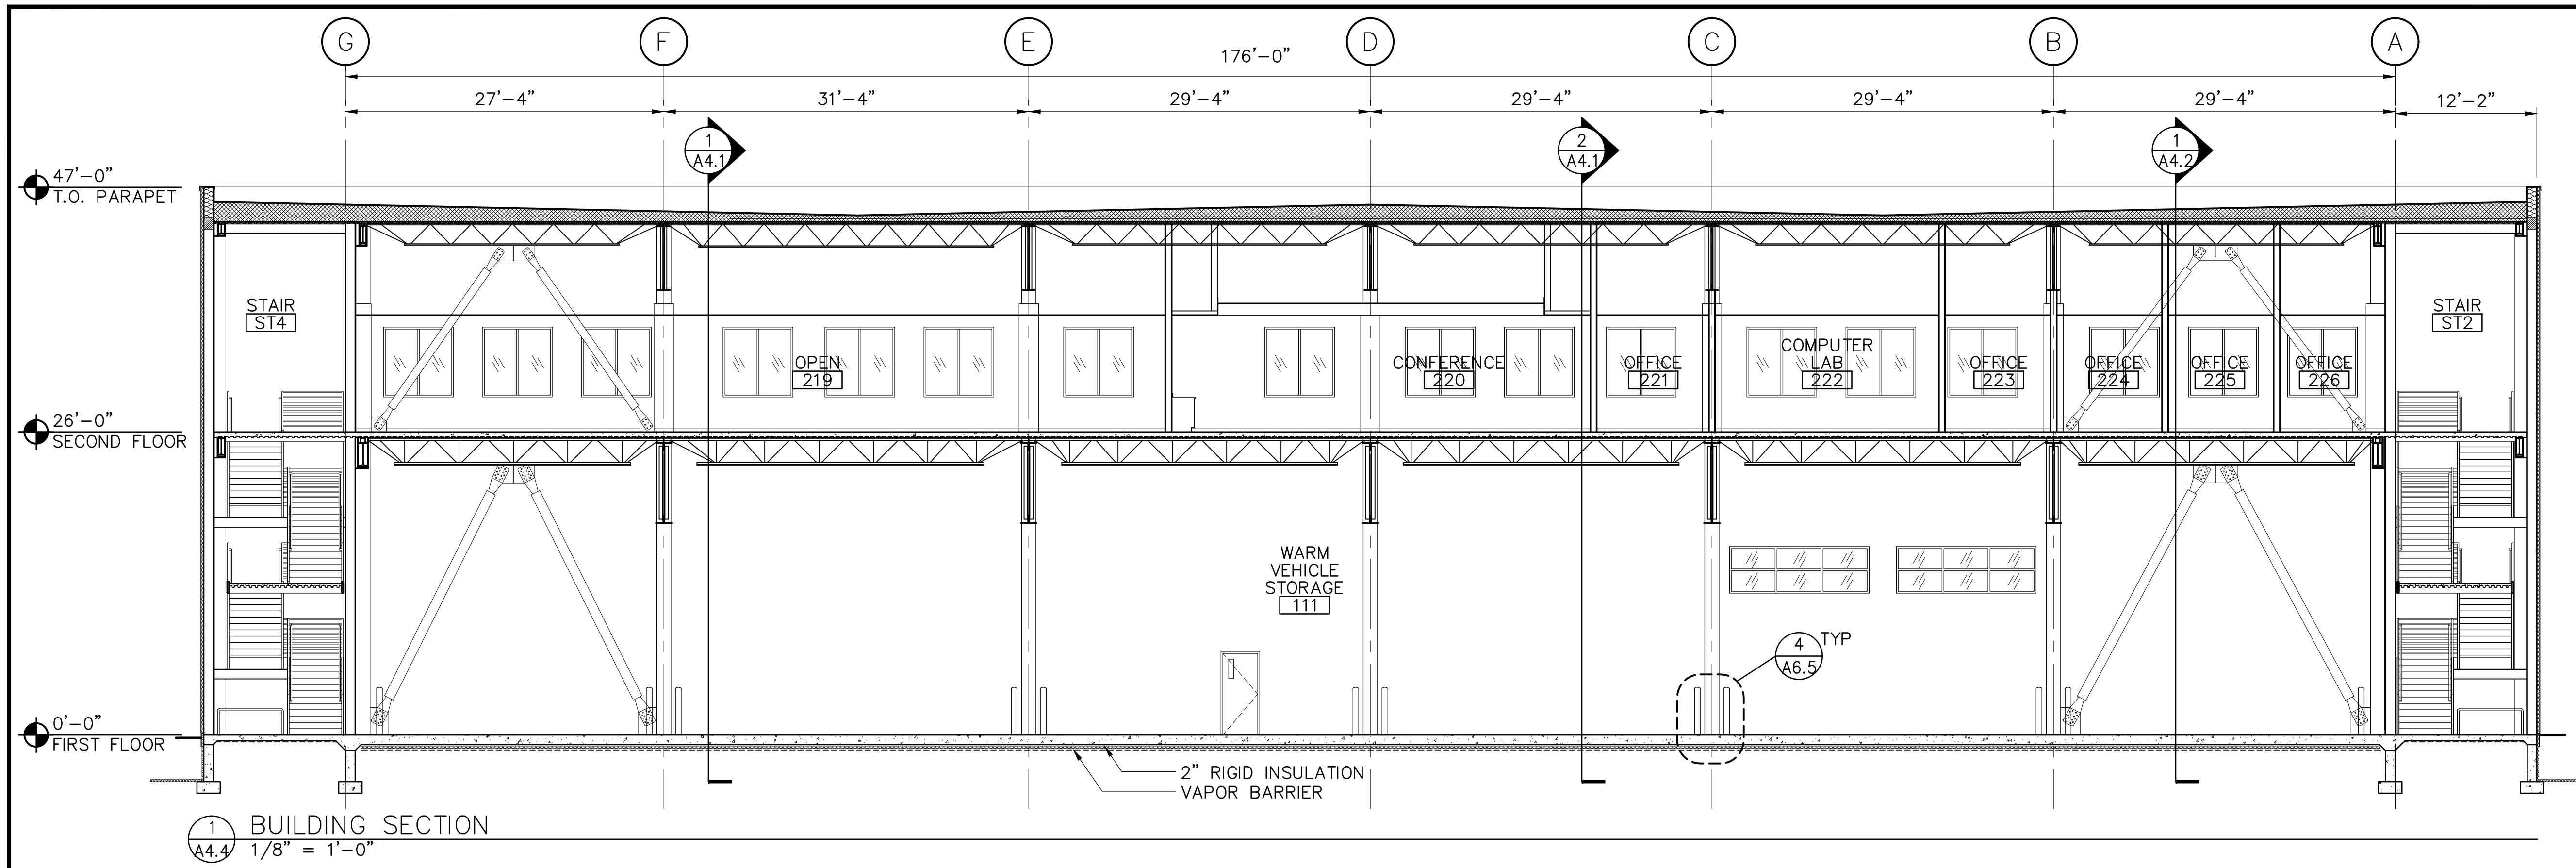 G F E D C B A
176'-0"
27'-4" 31'-4" 29'-4" 29'-4" 29'-4" 29'-4" 12'-2"
1
A4.1
2
A4.1
1
A4.2
47'-0"
T.O. PARAPET
STAIR
ST4
OPEN
219
CONFERENCE
220
OFFICE
221
COMPUTER
LAB
222
OFFICE
223
OFFICE
224
OFFICE
225
OFFICE
226
STAIR
ST2
26'-0"
SECOND FLOOR
WARM
VEHICLE
STORAGE
111
4
A6.5
TYP
0'-0"
FIRST FLOOR
2" RIGID INSULATION
VAPOR BARRIER
1
A4.4
BUILDING SECTION
1/8" = 1'-0"